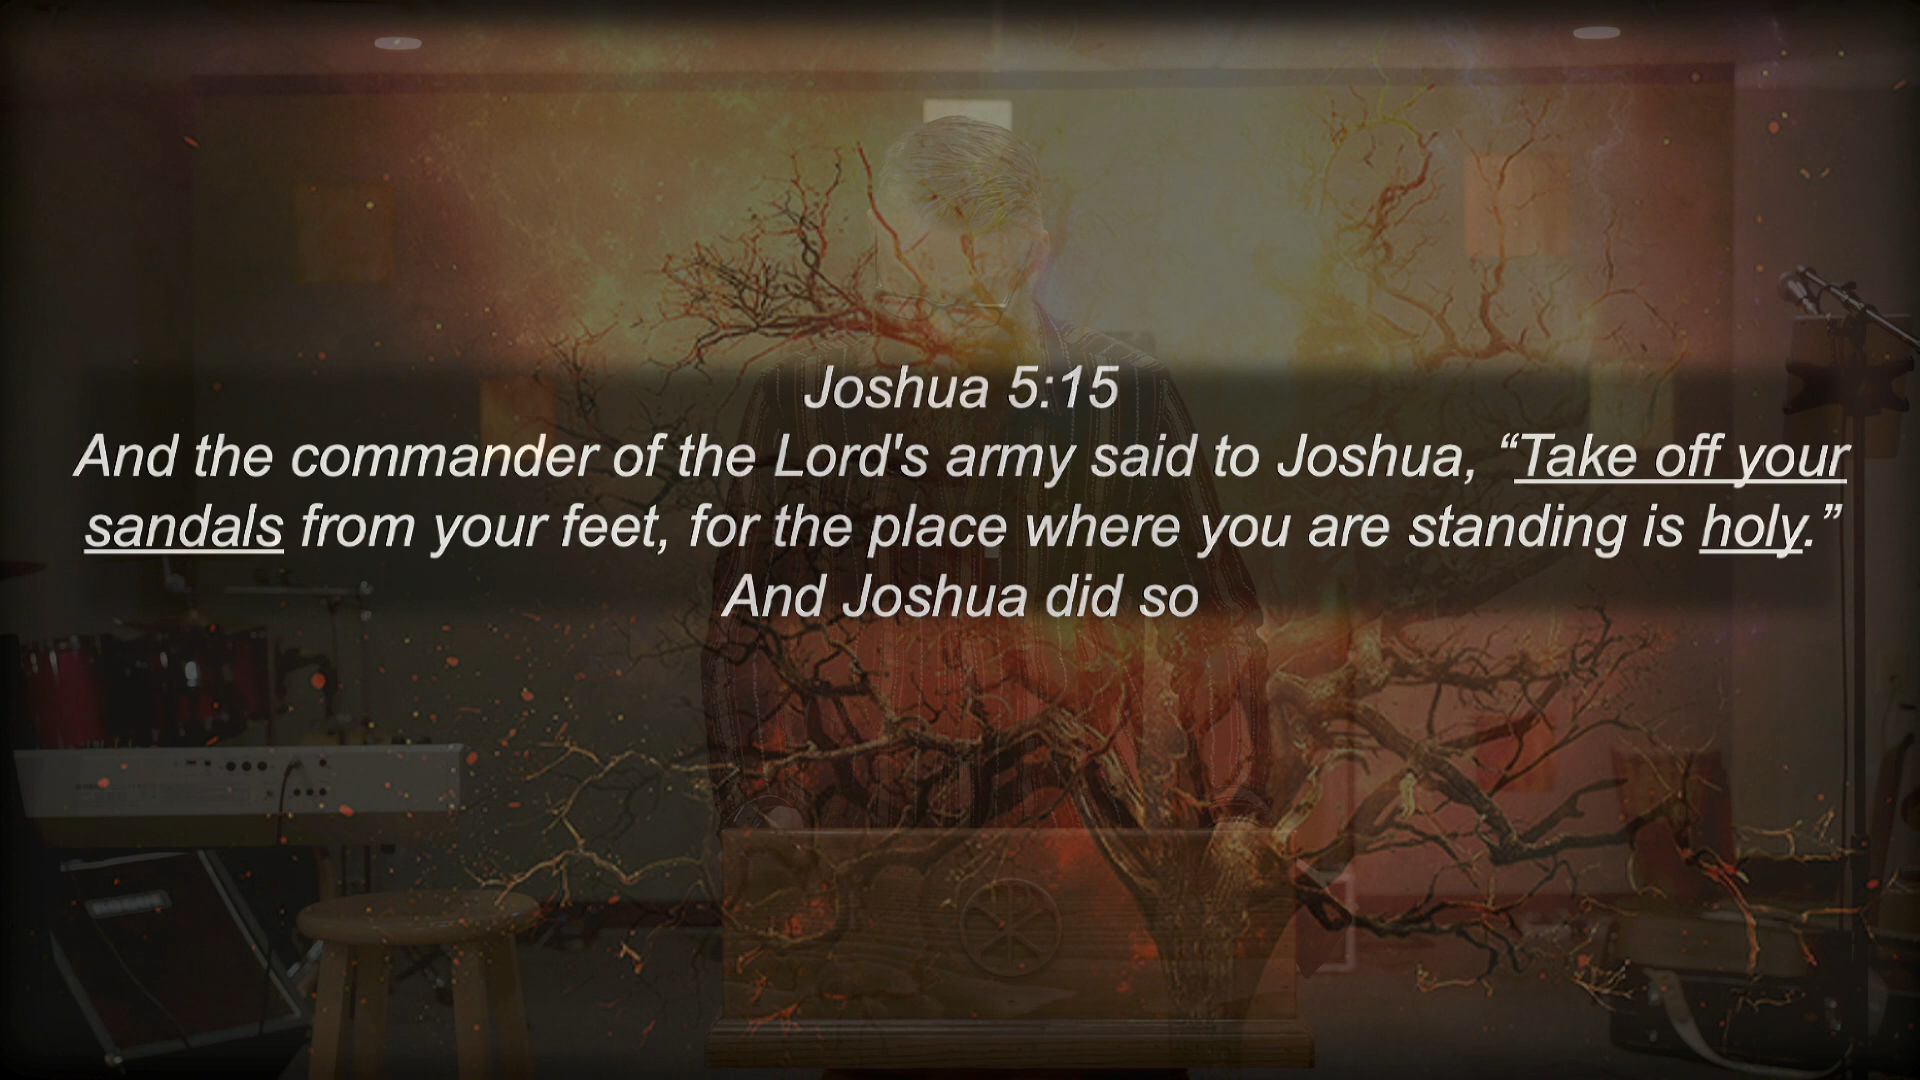 Joshua 5:15
And the commander of the Lord's army said to Joshua, “Take off your
sandals from your feet, for the place where you are standing is holy.”
And Joshua did so